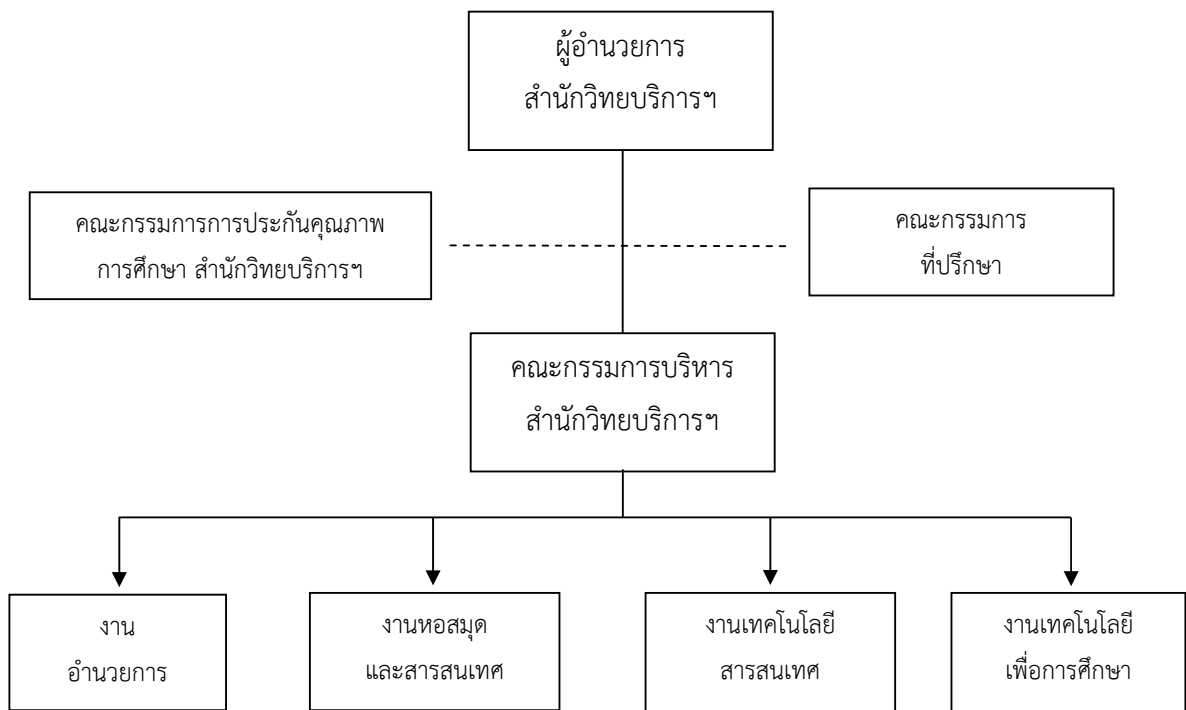 ผู้อำนวยการ
สำนักวิทยบริการฯ
คณะกรรมการการประกันคุณภาพ
การศึกษา สำนักวิทยบริการฯ
คณะกรรมการ
ที่ปรึกษา
คณะกรรมการบริหาร
สำนักวิทยบริการฯ
งาน
อำนวยการ
งานหอสมุด
และสารสนเทศ
งานเทคโนโลยี
สารสนเทศ
งานเทคโนโลยี
เพื่อการศึกษา